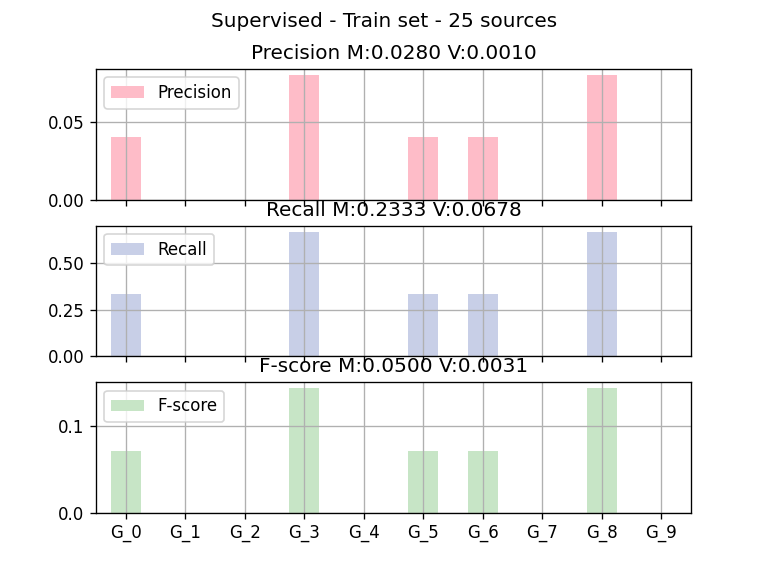 Supervised - Train set - 25 sources
Precision M:0.0280 V:0.0010
Precision
0.05
0.00
Recall M:0.2333 V:0.0678
Recall
0.50
0.25
0.00
F-score M:0.0500 V:0.0031
F-score
0.1
0.0
G_0 G_1 G_2 G_3 G_4 G_5 G_6 G_7 G_8 G_9